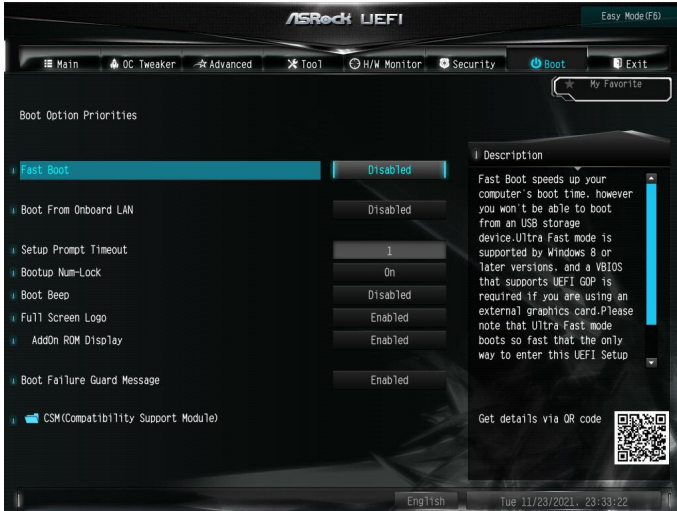 ASRock UEFI
Easy Mode(F6)
Main
OC Tweaker
Advanced
Tool
H/W Monitor
Security
Boot
Exit
My Favorite
Boot Option Priorities
Fast Boot
Disabled
Boot From Onboard LAN
Disabled
Setup Prompt Timeout
1
Bootup Num-Lock
On
Boot Beep
Disabled
Full Screen Logo
Enabled
AddOn ROM Display
Enabled
Boot Failure Guard Message
Enabled
CSM(Compatibility Support Module)
Description
Fast Boot speeds up your
computer's boot time. however
you won't be able to boot
from an USB storage
device.Ultra Fast mode is
supported by Windows 8 or
later versions. and a VBIOS
that supports UEFI GOP is
required if you are using an
external graphics card.Please
note that Ultra Fast mode
boots so fast that the only
way to enter this UEFI Setup
Get details via QR code
English
Tue 11/23/2021. 23:33:22